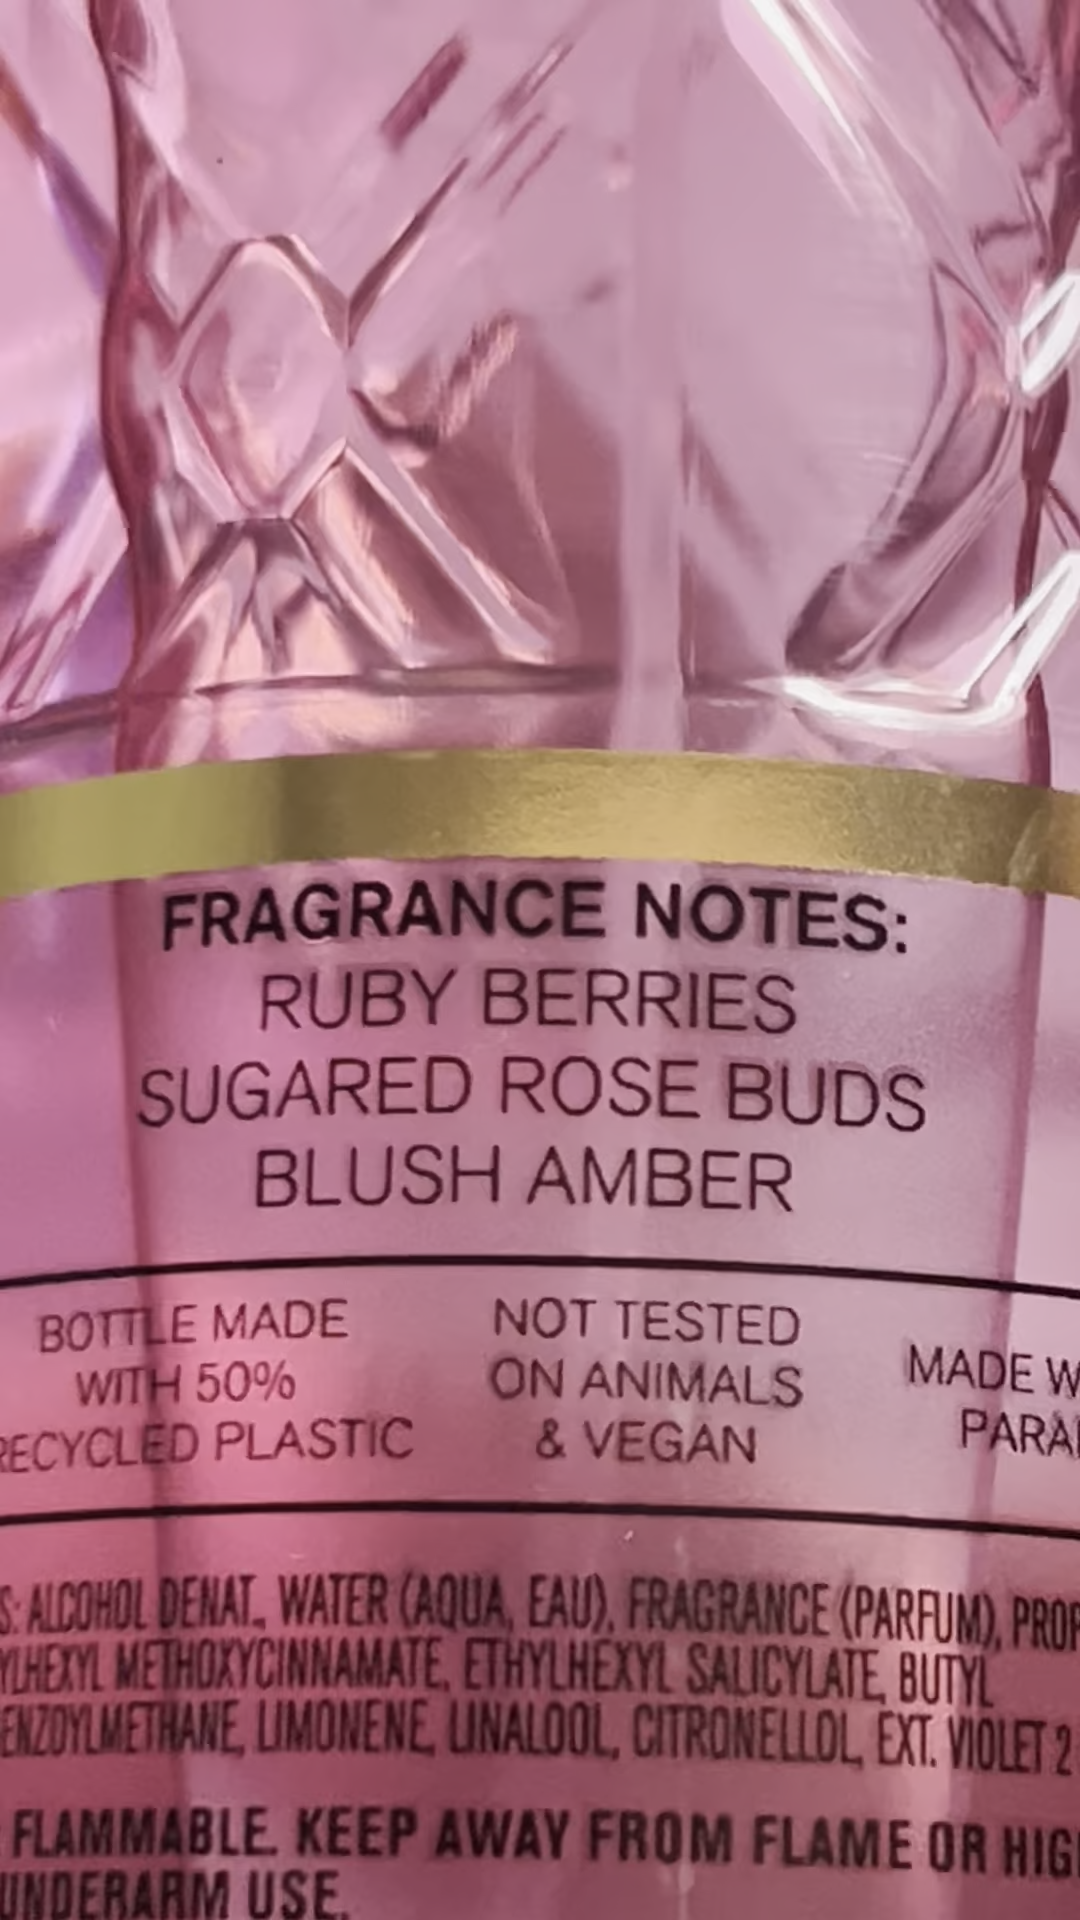 FRAGRANCE NOTES:
RUBY BERRIES
SUGARED ROSE BUDS
BLUSH AMBER
BOTTLE MADE
WITH 50%
RECYCLED PLASTIC
NOT TESTED
ON ANIMALS
& VEGAN
MADE W
PARA
S: ALCOHOL DENAT., WATER (AQUA, EAU), FRAGRANCE (PARFUM), PROP
YLHEXYL METHOXYCINNAMATE, ETHYLHEXYL SALICYLATE, BUTYL
ENZOYLMETHANE, LIMONENE, LINALOOL, CITRONELLOL, EXT. VIOLET 2
FLAMMABLE. KEEP AWAY FROM FLAME OR HIG
UNDERARM USE.